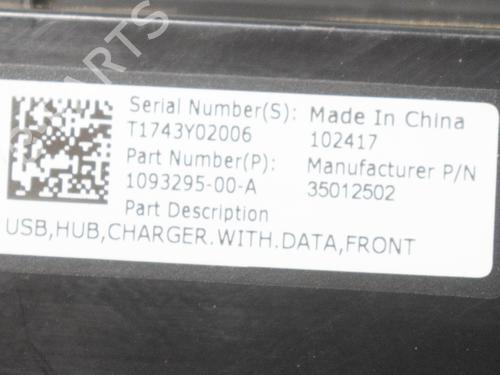 PARTS
Serial Number(S):
T1743Y02006
Part Number(P):
1093295-00-A
Part Description
Made In China
102417
Manufacturer P/N
35012502
USB,HUB,CHARGER.WITH.DATA,FRONT